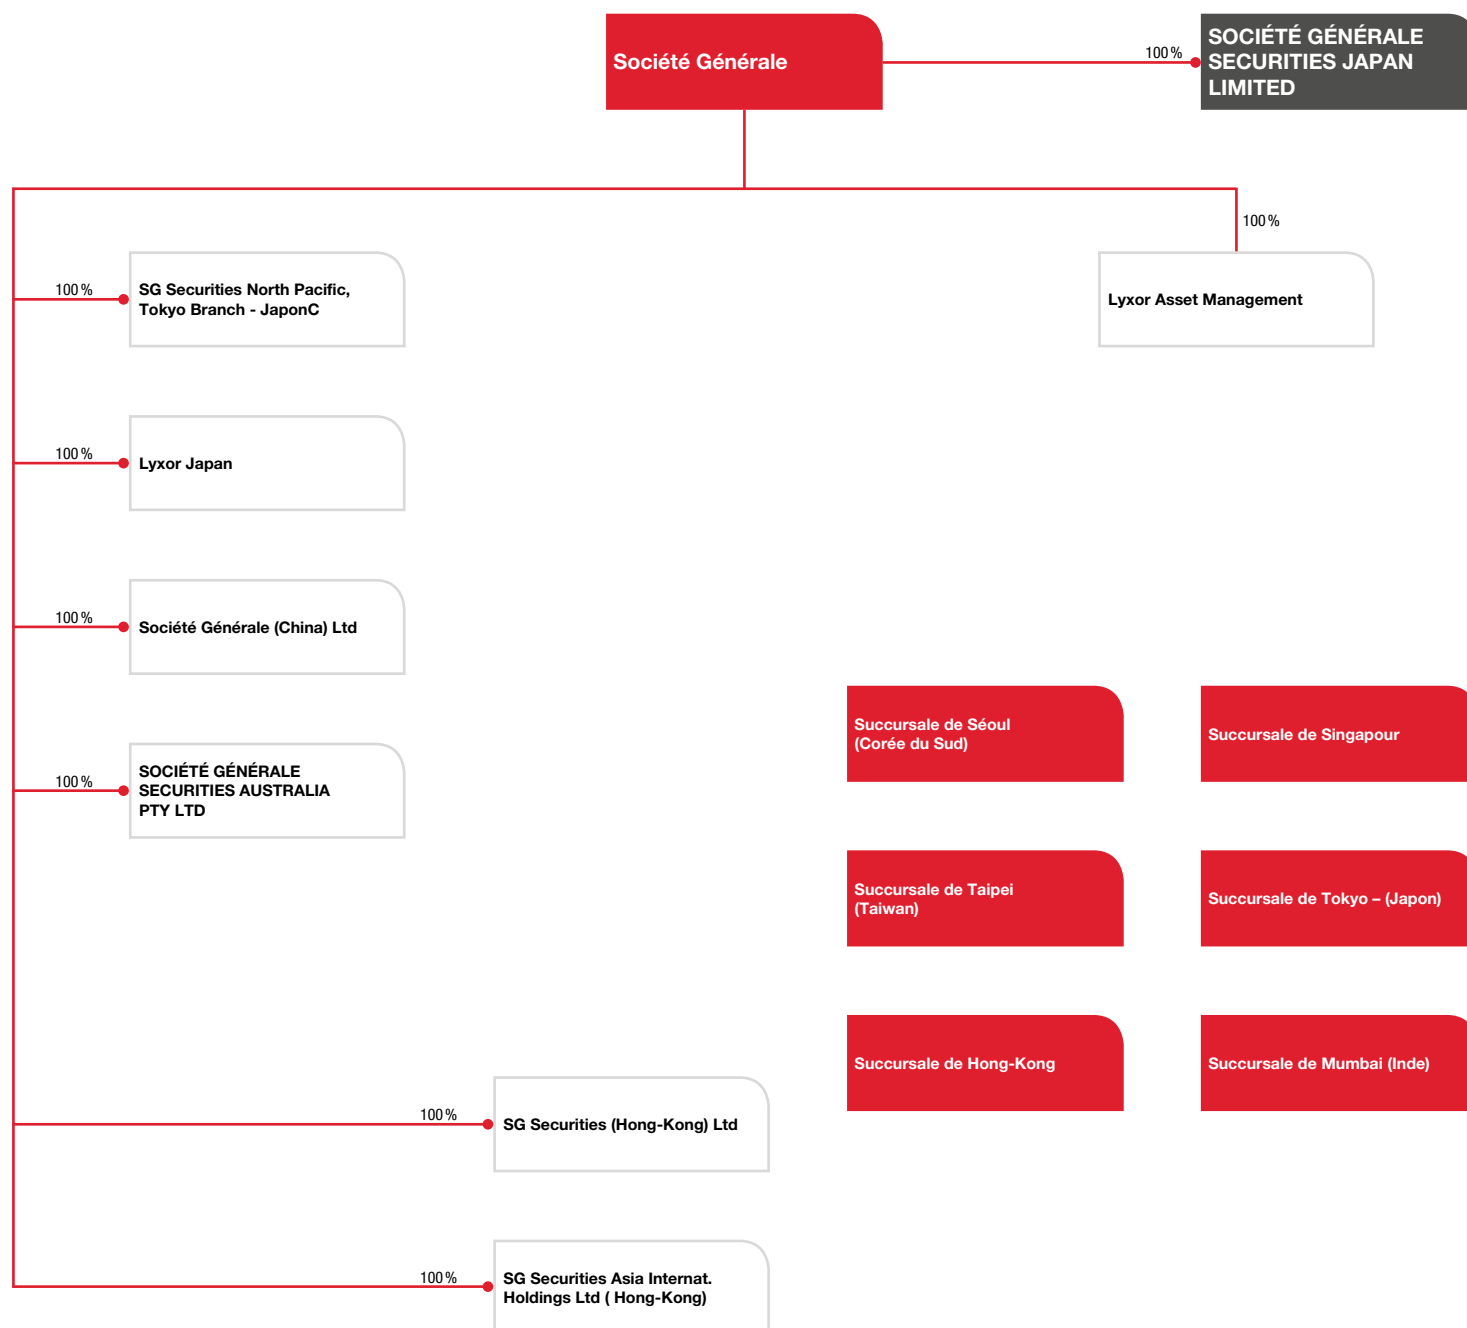 Société Générale
100 %
SOCIÉTÉ GÉNÉRALE
SECURITIES JAPAN
LIMITED
100 %
100 %
SG Securities North Pacific,
Tokyo Branch - JaponC
Lyxor Asset Management
100 %
Lyxor Japan
100 %
Société Générale (China) Ltd
Succursale de Séoul
(Corée du Sud)
Succursale de Singapour
100 %
SOCIÉTÉ GÉNÉRALE
SECURITIES AUSTRALIA
PTY LTD
Succursale de Taipei
(Taiwan)
Succursale de Tokyo – (Japon)
Succursale de Hong-Kong
Succursale de Mumbai (Inde)
100 %
SG Securities (Hong-Kong) Ltd
100 %
SG Securities Asia Internat.
Holdings Ltd ( Hong-Kong)